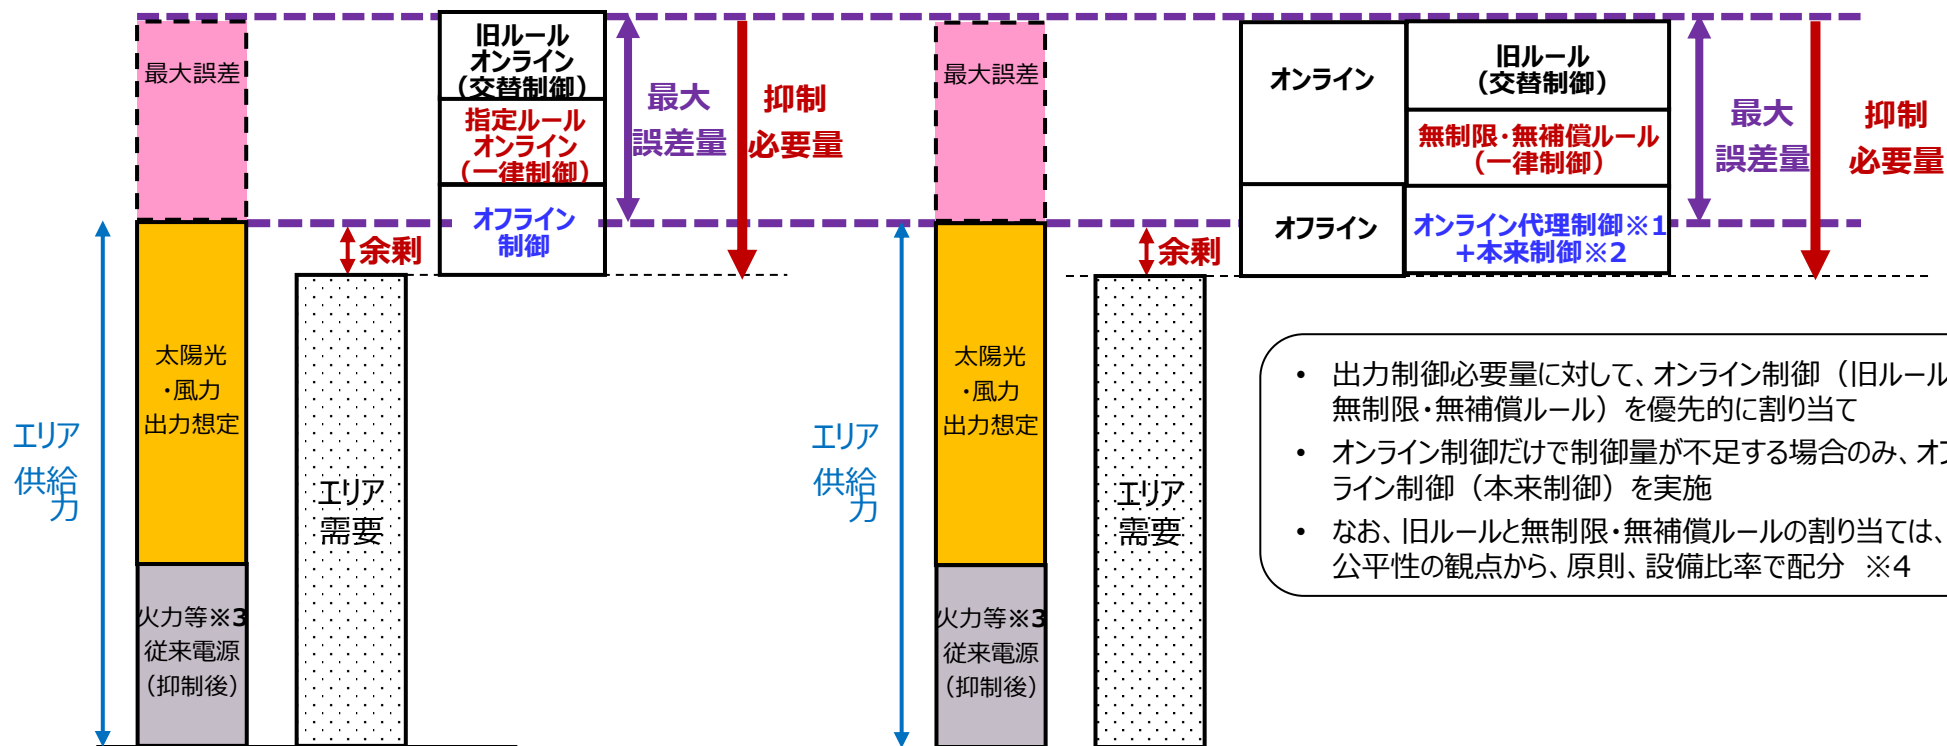 最大誤差
旧ルール
オンライン
（交替制御）
指定ルール
オンライン
（一律制御）
オフライン
制御
最大
誤差量
抑制
必要量
余剰
太陽光
・風力
出力想定
エリア
供給
力
エリア
需要
火力等※3
従来電源
（抑制後）
最大誤差
オンライン
旧ルール
（交替制御）
無制限・無補償ルール
（一律制御）
オフライン
オンライン代理制御※1
+本来制御※2
最大
誤差量
抑制
必要量
余剰
太陽光
・風力
出力想定
エリア
供給
力
エリア
需要
火力等※3
従来電源
（抑制後）
• 出力制御必要量に対して、オンライン制御（旧ルール
無制限・無補償ルール）を優先的に割り当て
• オンライン制御だけで制御量が不足する場合のみ、オフ
ライン制御（本来制御）を実施
• なお、旧ルールと無制限・無補償ルールの割り当ては、
公平性の観点から、原則、設備比率で配分　※4